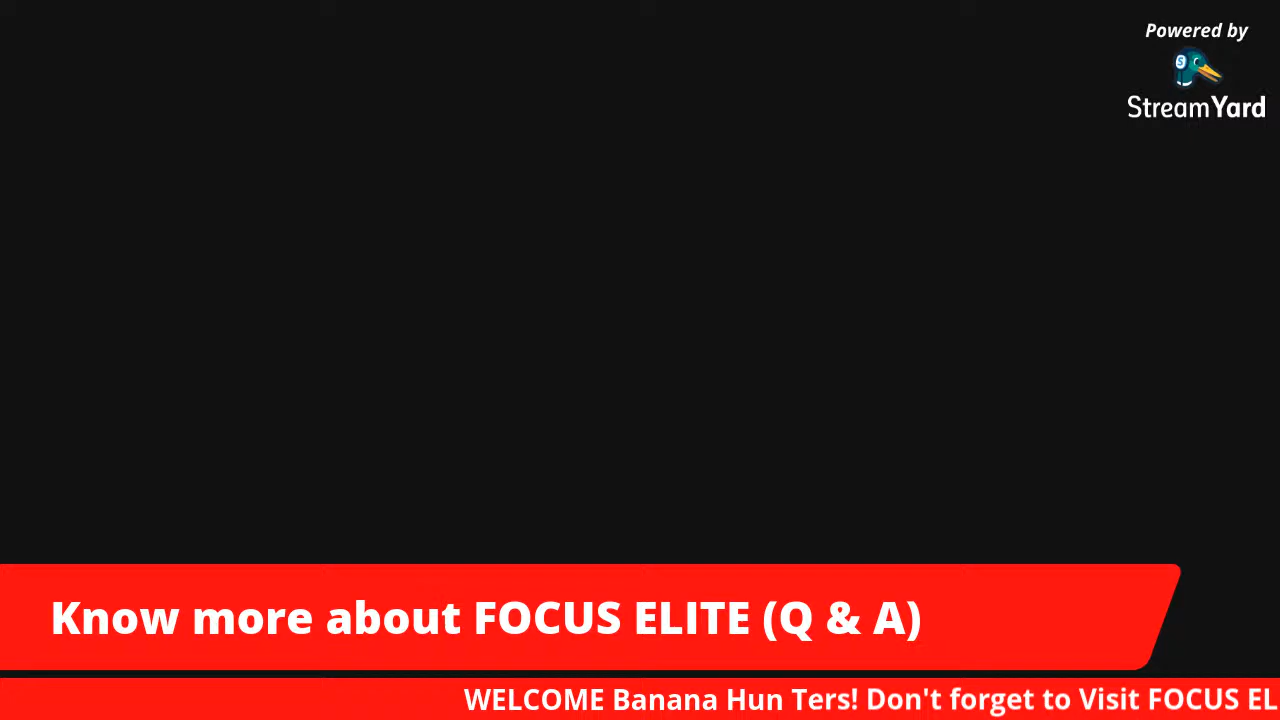 Powered by
S
StreamYard
Know more about FOCUS ELITE (Q & A)
WELCOME Banana Hun Ters! Don't forget to Visit FOCUS EL